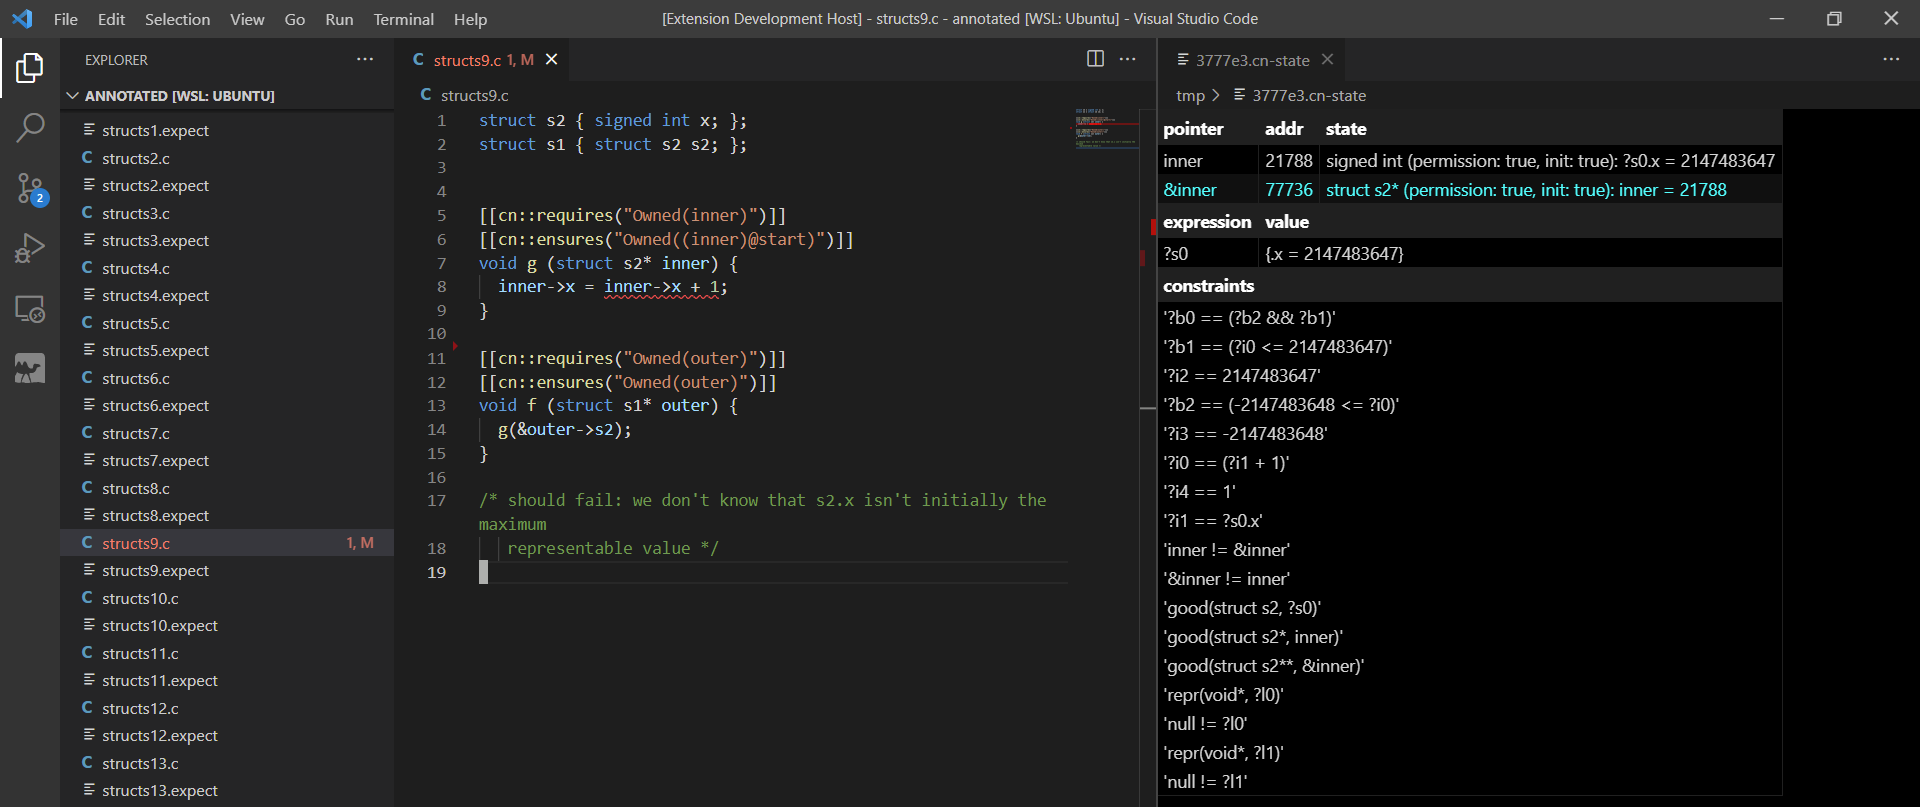 File Edit Selection View Go Run Terminal Help
[Extension Development Host] - structs9.c - annotated [WSL: Ubuntu] - Visual Studio Code
EXPLORER
ANNOTATED [WSL: UBUNTU]
structs1.expect
structs2.c
structs2.expect
structs3.c
structs3.expect
structs4.c
structs4.expect
structs5.c
structs5.expect
structs6.c
structs6.expect
structs7.c
structs7.expect
structs8.c
structs8.expect
structs9.c 1, M
structs9.expect
structs10.c
structs10.expect
structs11.c
structs11.expect
structs12.c
structs12.expect
structs13.c
structs13.expect
2
C structs9.c 1, M
C structs9.c
1 struct s2 { signed int x; };
2 struct s1 { struct s2 s2; };
3
4
5 [[cn::requires("Owned(inner)")]]
6 [[cn::ensures("Owned((inner)@start)")]]
7 void g (struct s2* inner) {
8 inner->x = inner->x + 1;
9 }
10
11 [[cn::requires("Owned(outer)")]]
12 [[cn::ensures("Owned(outer)")]]
13 void f (struct s1* outer) {
14 g(&outer->s2);
15 }
16
17 /* should fail: we don't know that s2.x isn't initially the
maximum
18 representable value */
19
3777e3.cn-state
tmp > 3777e3.cn-state
pointer addr state
inner 21788 signed int (permission: true, init: true): ?s0.x = 2147483647
&inner 77736 struct s2* (permission: true, init: true): inner = 21788
expression value
?s0 {.x = 2147483647}
constraints
'?b0 == (?b2 && ?b1)'
'?b1 == (?i0 <= 2147483647)'
'?i2 == 2147483647'
'?b2 == (-2147483648 <= ?i0)'
'?i3 == -2147483648'
'?i0 == (?i1 + 1)'
'?i4 == 1'
'?i1 == ?s0.x'
'inner != &inner'
'&inner != inner'
'good(struct s2, ?s0)'
'good(struct s2*, inner)'
'good(struct s2**, &inner)'
'repr(void*, ?l0)'
'null != ?l0'
'repr(void*, ?l1)'
'null != ?l1'